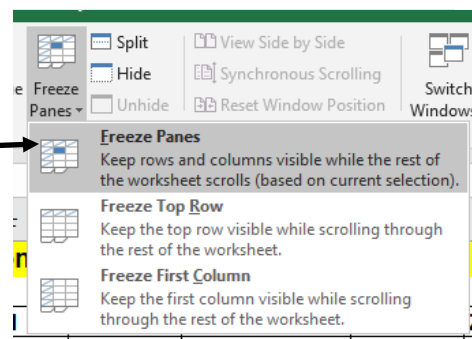 Split
View Side by Side
Hide
Synchronous Scrolling
Freeze
Panes
Unhide
Reset Window Position
Switch
Windows
Freeze Panes
Keep rows and columns visible while the rest of
the worksheet scrolls (based on current selection).
Freeze Top Row
Keep the top row visible while scrolling through
the rest of the worksheet.
Freeze First Column
Keep the first column visible while scrolling
through the rest of the worksheet.